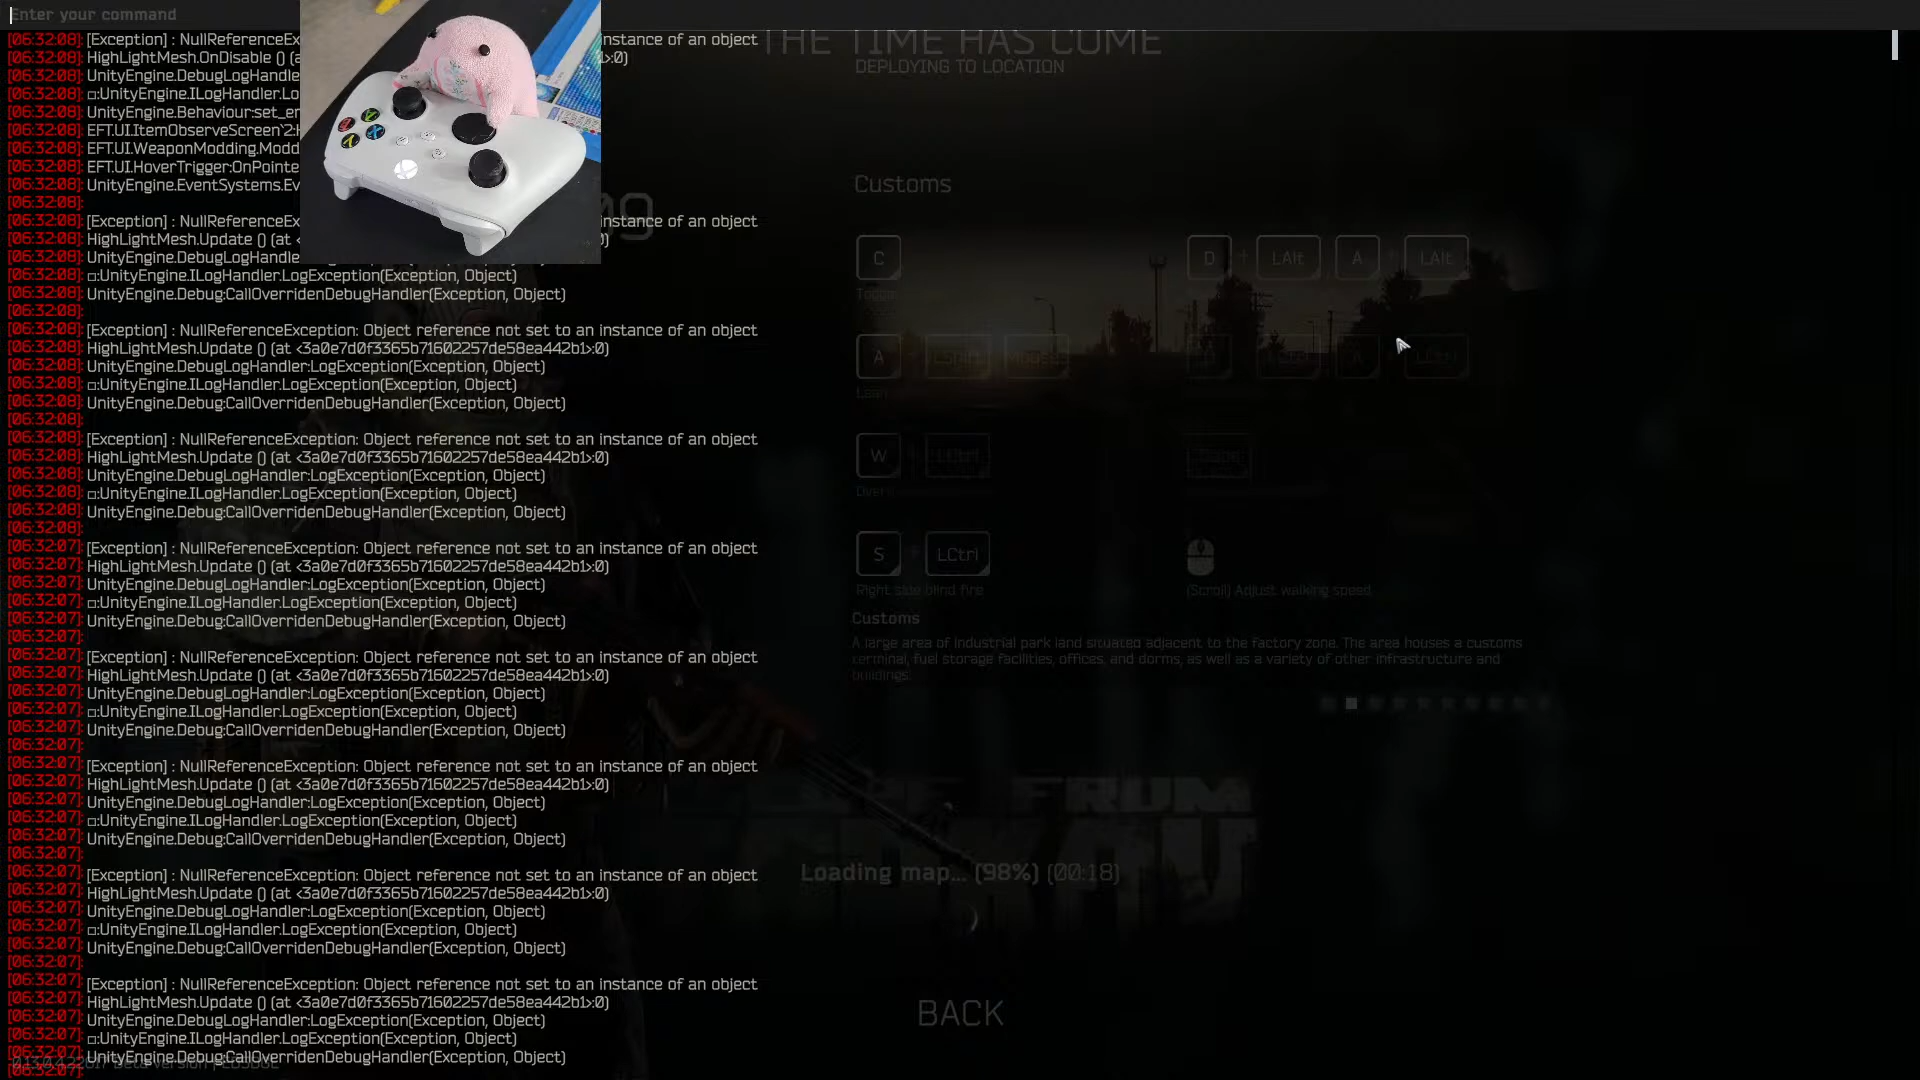 Enter your command
[06:32:08]: [Exception] : NullReferenceEx nstance of an object
[06:32:08]: HighLightMesh.OnDisable () (a 1>:0)
[06:32:08]: UnityEngine.DebugLogHandle
[06:32:08]: □:UnityEngine.ILogHandler.Lo
[06:32:08]: UnityEngine.Behaviour:set_er
[06:32:08]: EFT.UI.ItemObserveScreen`2:
[06:32:08]: EFT.UI.WeaponModding.Modd
[06:32:08]: EFT.UI.HoverTrigger:OnPointe
[06:32:08]: UnityEngine.EventSystems.Ev
[06:32:08]:
[06:32:08]: [Exception] : NullReferenceEx instance of an object
[06:32:08]: HighLightMesh.Update () (at < )
[06:32:08]: UnityEngine.DebugLogHandle
[06:32:08]: □:UnityEngine.ILogHandler.LogException(Exception, Object)
[06:32:08]: UnityEngine.Debug:CallOverridenDebugHandler(Exception, Object)
[06:32:08]:
[06:32:08]: [Exception] : NullReferenceException: Object reference not set to an instance of an object
[06:32:08]: HighLightMesh.Update () (at <3a0e7d0f3365b71602257de58ea442b1>:0)
[06:32:08]: UnityEngine.DebugLogHandler:LogException(Exception, Object)
[06:32:08]: □:UnityEngine.ILogHandler.LogException(Exception, Object)
[06:32:08]: UnityEngine.Debug:CallOverridenDebugHandler(Exception, Object)
[06:32:08]:
[06:32:08]: [Exception] : NullReferenceException: Object reference not set to an instance of an object
[06:32:08]: HighLightMesh.Update () (at <3a0e7d0f3365b71602257de58ea442b1>:0)
[06:32:08]: UnityEngine.DebugLogHandler:LogException(Exception, Object)
[06:32:08]: □:UnityEngine.ILogHandler.LogException(Exception, Object)
[06:32:08]: UnityEngine.Debug:CallOverridenDebugHandler(Exception, Object)
[06:32:08]:
[06:32:07]: [Exception] : NullReferenceException: Object reference not set to an instance of an object
[06:32:07]: HighLightMesh.Update () (at <3a0e7d0f3365b71602257de58ea442b1>:0)
[06:32:07]: UnityEngine.DebugLogHandler:LogException(Exception, Object)
[06:32:07]: □:UnityEngine.ILogHandler.LogException(Exception, Object)
[06:32:07]: UnityEngine.Debug:CallOverridenDebugHandler(Exception, Object)
[06:32:07]:
[06:32:07]: [Exception] : NullReferenceException: Object reference not set to an instance of an object
[06:32:07]: HighLightMesh.Update () (at <3a0e7d0f3365b71602257de58ea442b1>:0)
[06:32:07]: UnityEngine.DebugLogHandler:LogException(Exception, Object)
[06:32:07]: □:UnityEngine.ILogHandler.LogException(Exception, Object)
[06:32:07]: UnityEngine.Debug:CallOverridenDebugHandler(Exception, Object)
[06:32:07]:
[06:32:07]: [Exception] : NullReferenceException: Object reference not set to an instance of an object
[06:32:07]: HighLightMesh.Update () (at <3a0e7d0f3365b71602257de58ea442b1>:0)
[06:32:07]: UnityEngine.DebugLogHandler:LogException(Exception, Object)
[06:32:07]: □:UnityEngine.ILogHandler.LogException(Exception, Object)
[06:32:07]: UnityEngine.Debug:CallOverridenDebugHandler(Exception, Object)
[06:32:07]:
[06:32:07]: [Exception] : NullReferenceException: Object reference not set to an instance of an object
[06:32:07]: HighLightMesh.Update () (at <3a0e7d0f3365b71602257de58ea442b1>:0)
[06:32:07]: UnityEngine.DebugLogHandler:LogException(Exception, Object)
[06:32:07]: □:UnityEngine.ILogHandler.LogException(Exception, Object)
[06:32:07]: UnityEngine.Debug:CallOverridenDebugHandler(Exception, Object)
[06:32:07]:
[06:32:07]: [Exception] : NullReferenceException: Object reference not set to an instance of an object
[06:32:07]: HighLightMesh.Update () (at <3a0e7d0f3365b71602257de58ea442b1>:0)
[06:32:07]: UnityEngine.DebugLogHandler:LogException(Exception, Object)
[06:32:07]: □:UnityEngine.ILogHandler.LogException(Exception, Object)
[06:32:07]: UnityEngine.Debug:CallOverridenDebugHandler(Exception, Object)
[06:32:07]:
THE TIME HAS COME
DEPLOYING TO LOCATION
Customs
C D + LAlt A + LAlt
A
Lean
W
S + LCtrl
Right side blind fire (Scroll) Adjust walking speed
Customs
A large area of industrial park land situated adjacent to the factory zone. The area houses a customs
terminal, fuel storage facilities, offices, and dorms, as well as a variety of other infrastructure and
buildings.
Loading map... (98%) (00:18)
BACK